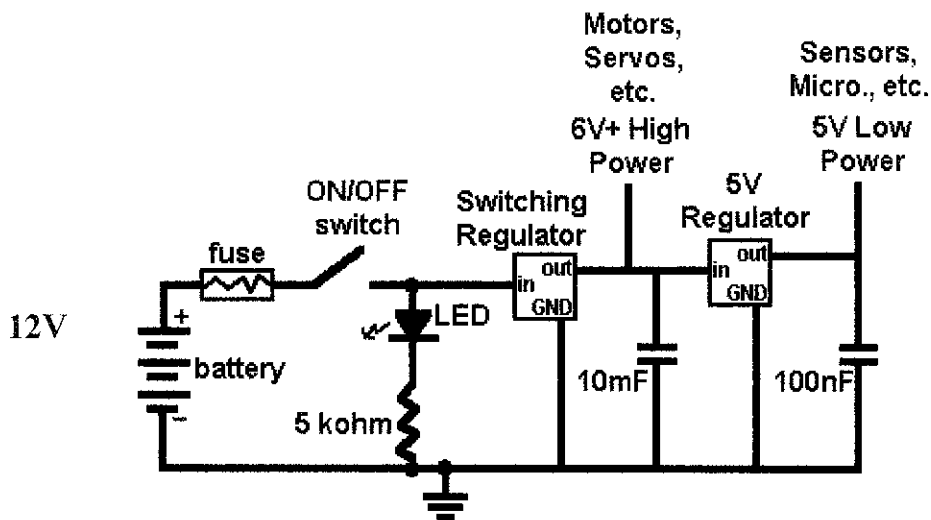 Motors,
Servos,
etc.
6V+ High
Power
Sensors,
Micro., etc.
5V Low
Power
ON/OFF
switch
Switching
Regulator
5V
Regulator
fuse
in
out
GND
in
out
GND
LED
12V
+
battery
-
10mF
100nF
5 kohm